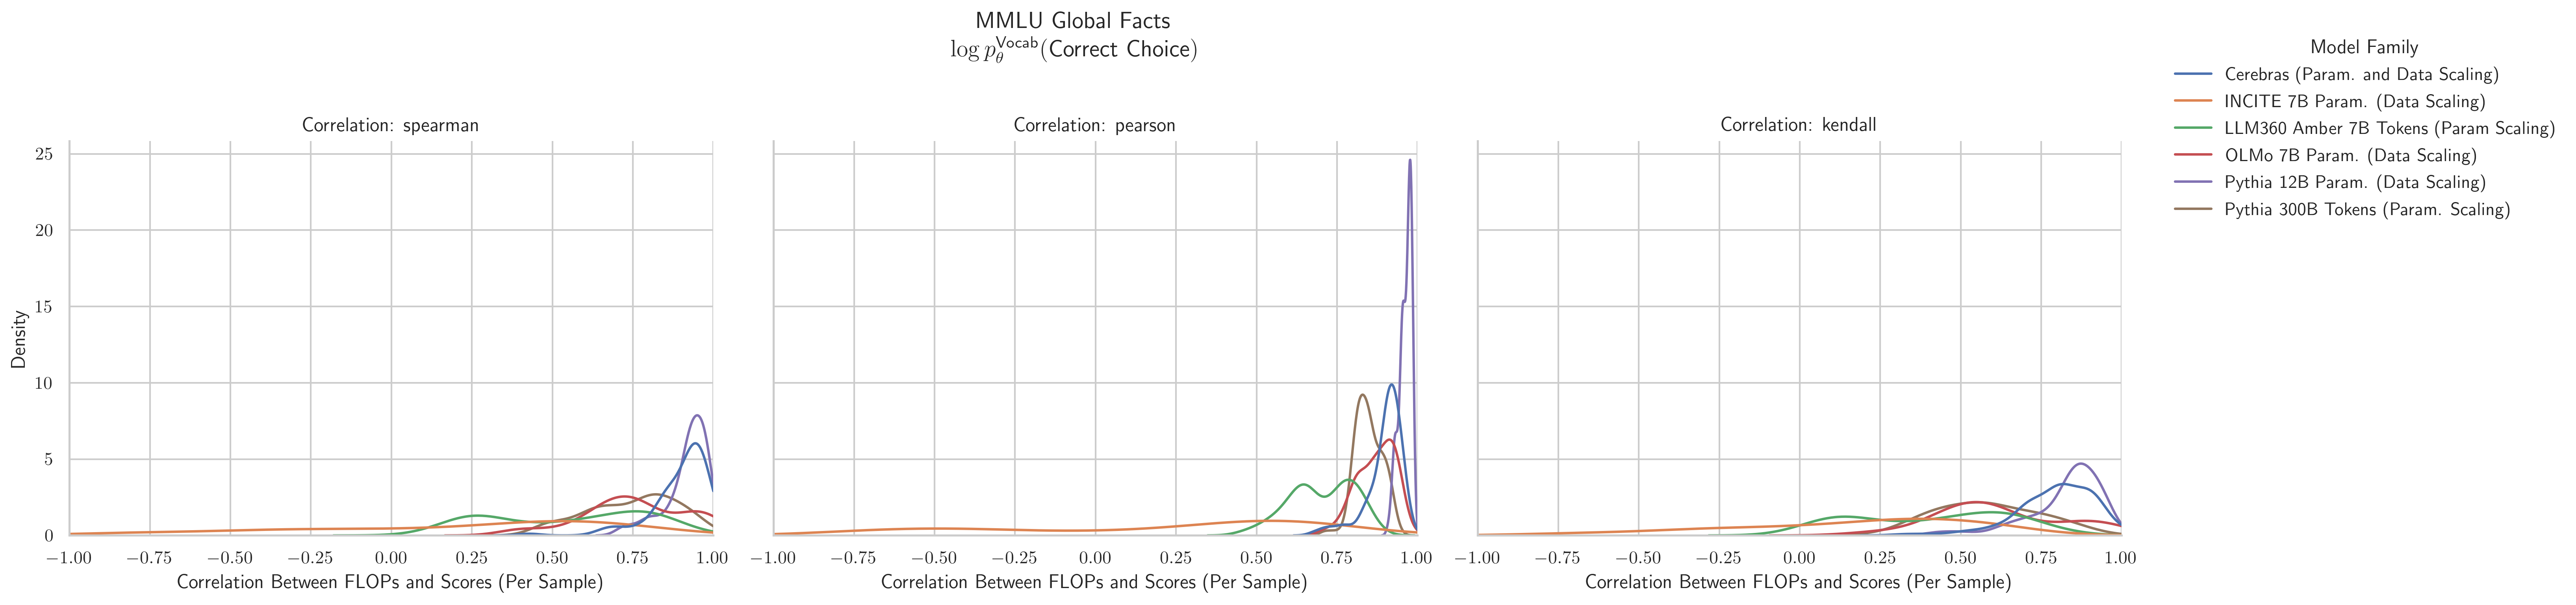 MMLU Global Facts
log p_θ^Vocab(Correct Choice)
Model Family
Cerebras (Param. and Data Scaling)
INCITE 7B Param. (Data Scaling)
LLM360 Amber 7B Tokens (Param Scaling)
OLMo 7B Param. (Data Scaling)
Pythia 12B Param. (Data Scaling)
Pythia 300B Tokens (Param. Scaling)
Correlation: spearman
Correlation: pearson
Correlation: kendall
Density
25
20
15
10
5
0
−1.00 −0.75 −0.50 −0.25 0.00 0.25 0.50 0.75 1.00
−1.00 −0.75 −0.50 −0.25 0.00 0.25 0.50 0.75 1.00
−1.00 −0.75 −0.50 −0.25 0.00 0.25 0.50 0.75 1.00
Correlation Between FLOPs and Scores (Per Sample)
Correlation Between FLOPs and Scores (Per Sample)
Correlation Between FLOPs and Scores (Per Sample)